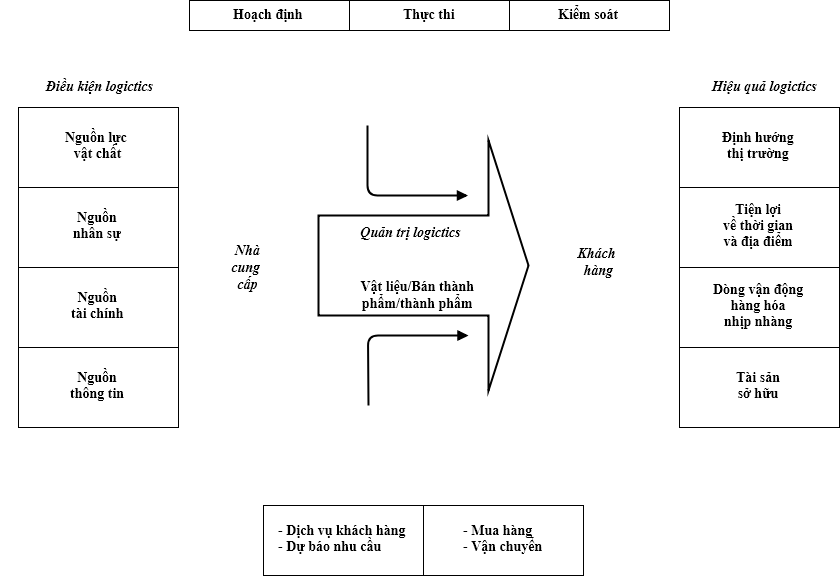 Hoạch định
Thực thi
Kiểm soát
Điều kiện logictics
Hiệu quả logictics
Nguồn lực
vật chất
Nguồn
nhân sự
Nguồn
tài chính
Nguồn
thông tin
Nhà
cung
cấp
Quản trị logictics
Vật liệu/Bán thành
phẩm/thành phẩm
Khách
hàng
Định hướng
thị trường
Tiện lợi
về thời gian
và địa điểm
Dòng vận động
hàng hóa
nhịp nhàng
Tài sản
sở hữu
- Dịch vụ khách hàng
- Dự báo nhu cầu
- Mua hàng
- Vận chuyển